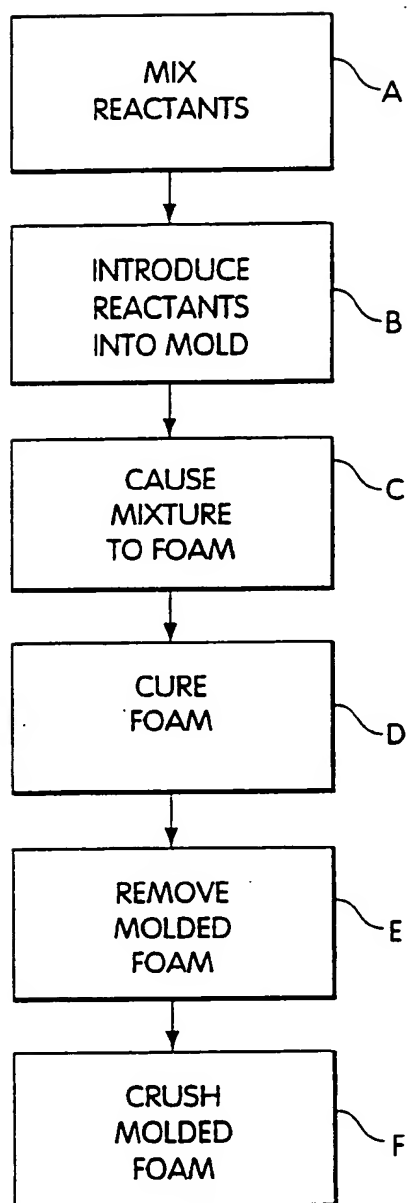 MIX
REACTANTS
A
INTRODUCE
REACTANTS
INTO MOLD
B
CAUSE
MIXTURE
TO FOAM
C
CURE
FOAM
D
REMOVE
MOLDED
FOAM
E
CRUSH
MOLDED
FOAM
F